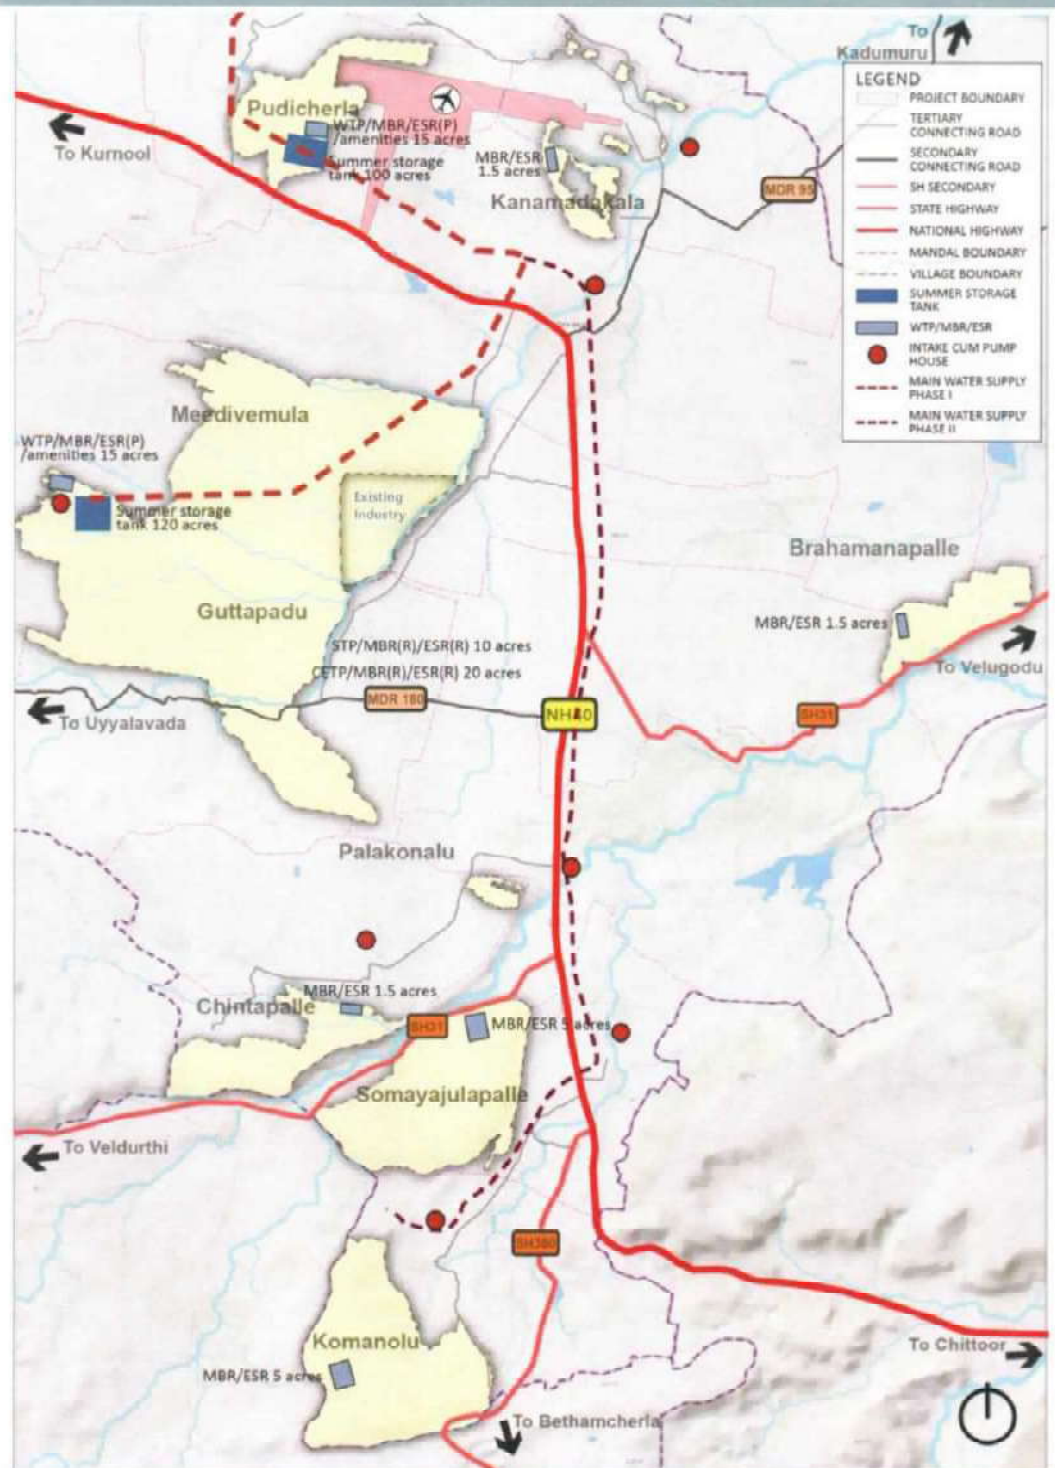 To
Kadumuru
LEGEND
PROJECT BOUNDARY
TERTIARY
CONNECTING ROAD
SECONDARY
CONNECTING ROAD
SH SECONDARY
STATE HIGHWAY
NATIONAL HIGHWAY
MANDAL BOUNDARY
VILLAGE BOUNDARY
SUMMER STORAGE
TANK
WTP/MBR/ESR
INTAKE CUM PUMP
HOUSE
MAIN WATER SUPPLY
PHASE I
MAIN WATER SUPPLY
PHASE II
To Kurnool
Pudicherla
WTP/MBR/ESR(P)
/amenities 15 acres
Summer storage
tank 100 acres
MBR/ESR
1.5 acres
Kanamadakala
MDR 95
Meedivemula
WTP/MBR/ESR(P)
/amenities 15 acres
Summer storage
tank 120 acres
Existing
Industry
Guttapadu
Brahamanapalle
MBR/ESR 1.5 acres
To Velugodu
STP/MBR(R)/ESR(R) 10 acres
CETP/MBR(R)/ESR(R) 20 acres
MDR 180
NH40
SH31
To Uyyalavada
Palakonalu
MBR/ESR 1.5 acres
Chintapalle
SH31
MBR/ESR 5 acres
Somayajulapalle
To Veldurthi
SH380
Komanolu
MBR/ESR 5 acres
To Chittoor
To Bethamcherla